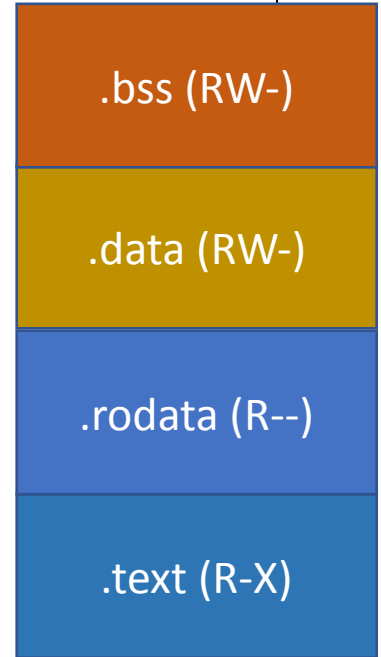 .bss (RW-)
.data (RW-)
.rodata (R--)
.text (R-X)